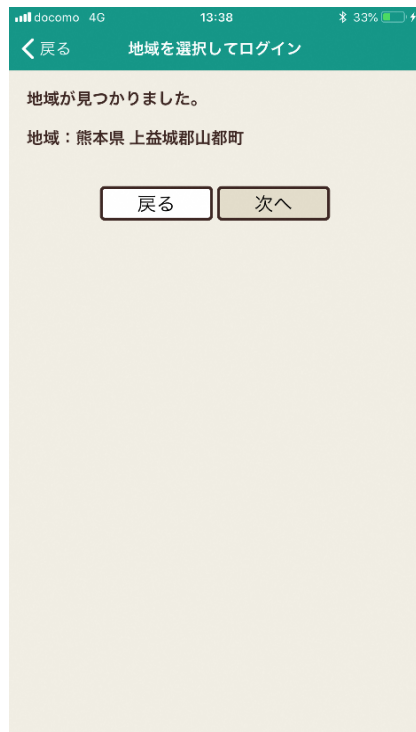 docomo 4G 13:38 33%
戻る 地域を選択してログイン
地域が見つかりました。
地域：熊本県 上益城郡山都町
戻る 次へ